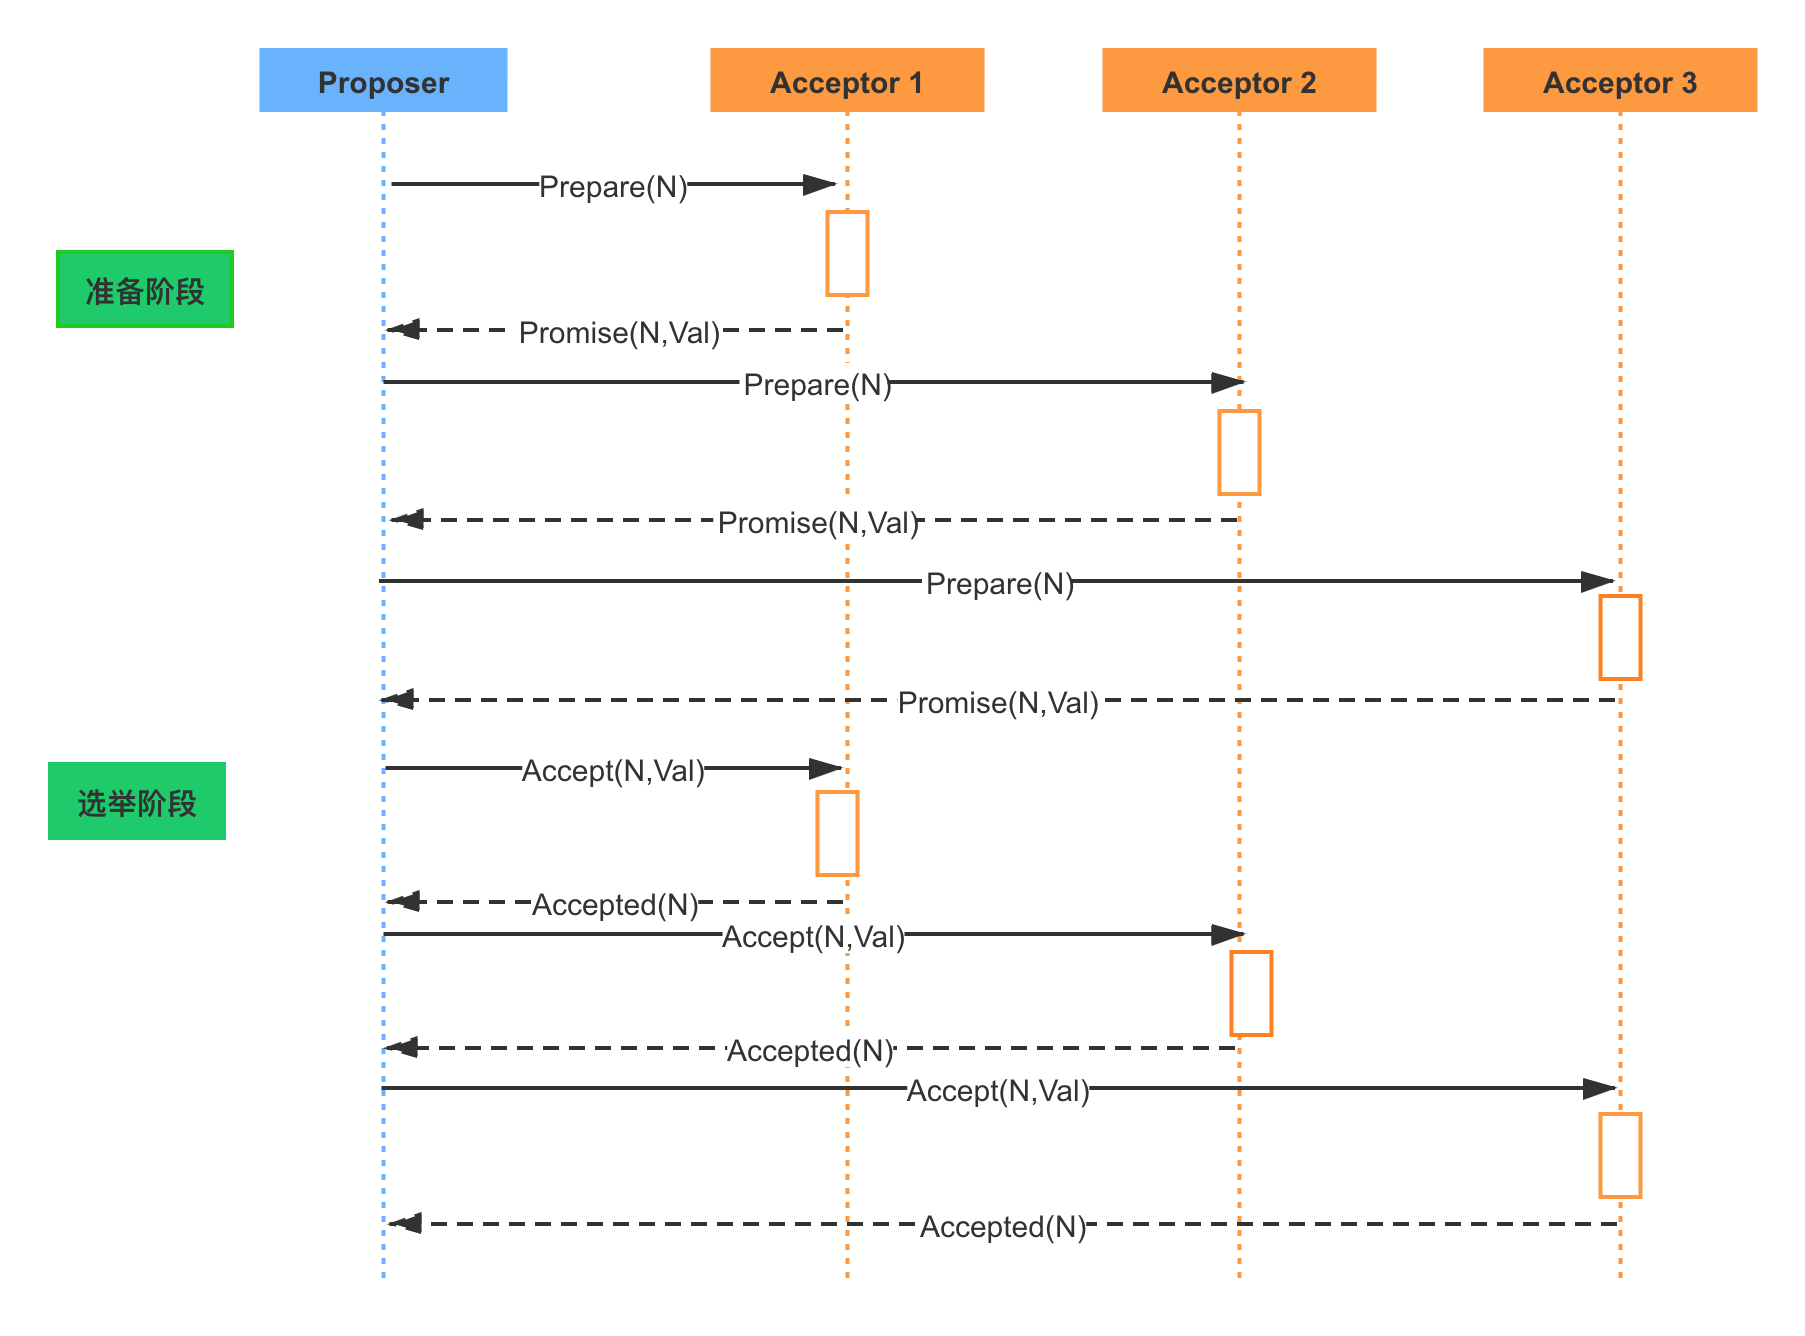 Proposer
Acceptor 1
Acceptor 2
Acceptor 3
Prepare(N)
准备阶段
Promise(N,Val)
Prepare(N)
Promise(N,Val)
Prepare(N)
Promise(N,Val)
Accept(N,Val)
选举阶段
Accepted(N)
Accept(N,Val)
Accepted(N)
Accept(N,Val)
Accepted(N)